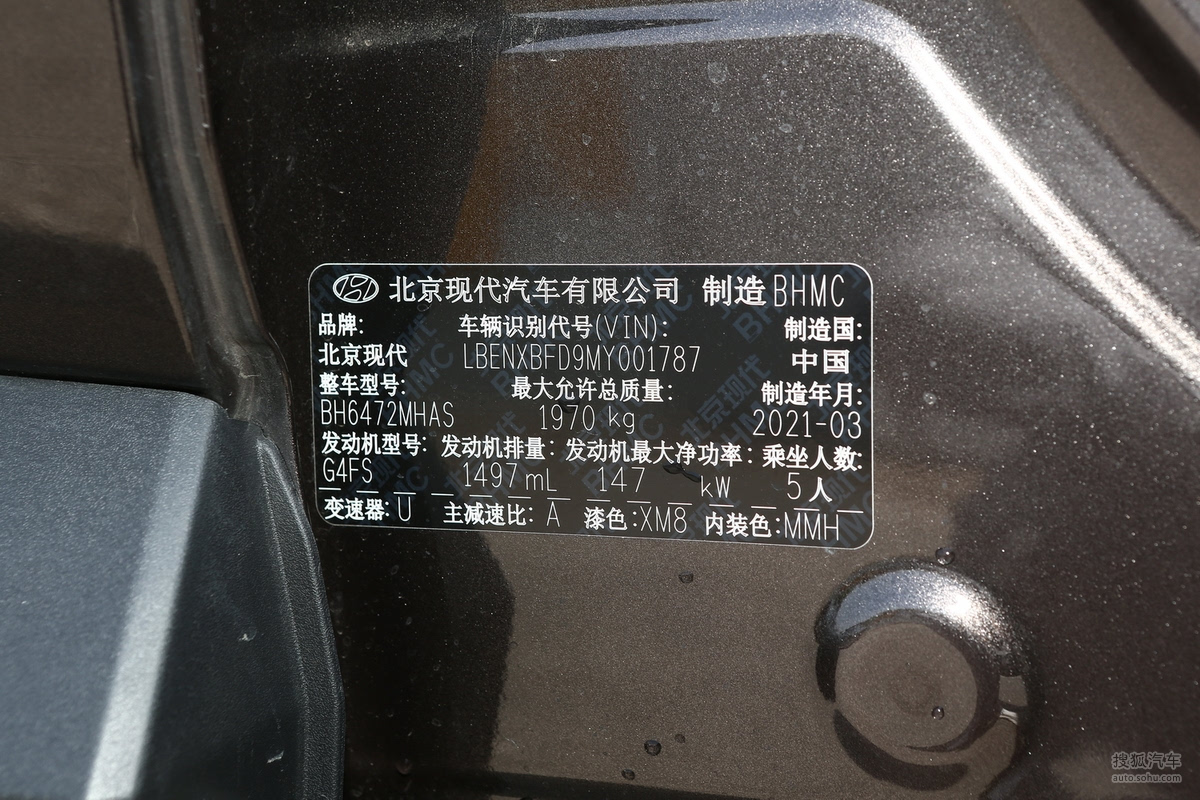 北京现代汽车有限公司 制造 BHMC
品牌: 车辆识别代号(VIN): 制造国:
北京现代 LBENXBFD9MY001787 中国
整车型号: 最大允许总质量: 制造年月:
BH6472MHAS 1970 kg 2021-03
发动机型号: 发动机排量: 发动机最大净功率: 乘坐人数:
G4FS 1497 mL 147 kW 5人
变速器:U 主减速比: A 漆色:XM8 内装色:MMH
搜狐汽车
auto.sohu.com